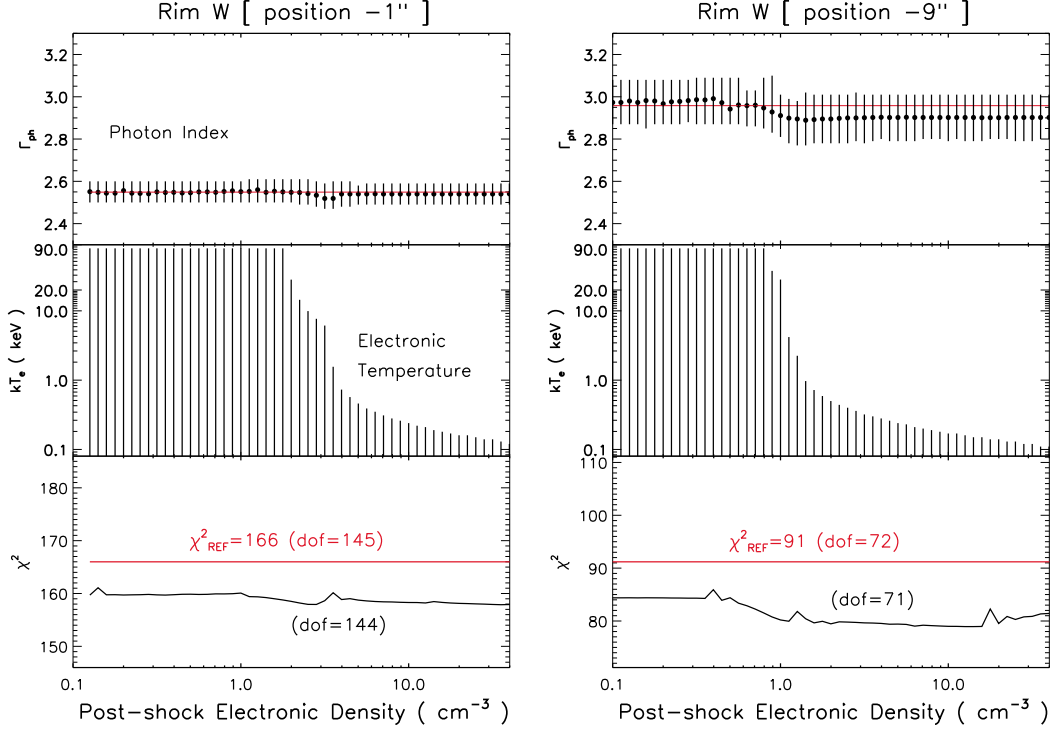 Rim W [ position −1" ]
3.2
3.0
2.8
2.6
2.4
Γph
Photon Index
90.0
20.0
10.0
1.0
0.1
kTe ( keV )
Electronic
Temperature
180
170
160
150
χ²
χ²REF=166 (dof=145)
(dof=144)
0.1
1.0
10.0
Post−shock Electronic Density ( cm−3 )
Rim W [ position −9" ]
3.2
3.0
2.8
2.6
2.4
Γph
90.0
20.0
10.0
1.0
0.1
kTe ( keV )
110
100
90
80
χ²
χ²REF=91 (dof=72)
(dof=71)
0.1
1.0
10.0
Post−shock Electronic Density ( cm−3 )